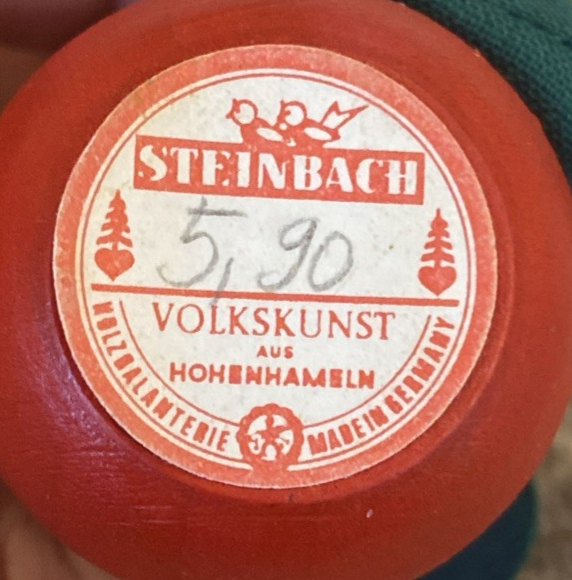 STEINBACH
5,90
VOLKSKUNST
AUS
HOHENHAMELN
HOLZGALANTERIE
MADE IN GERMANY